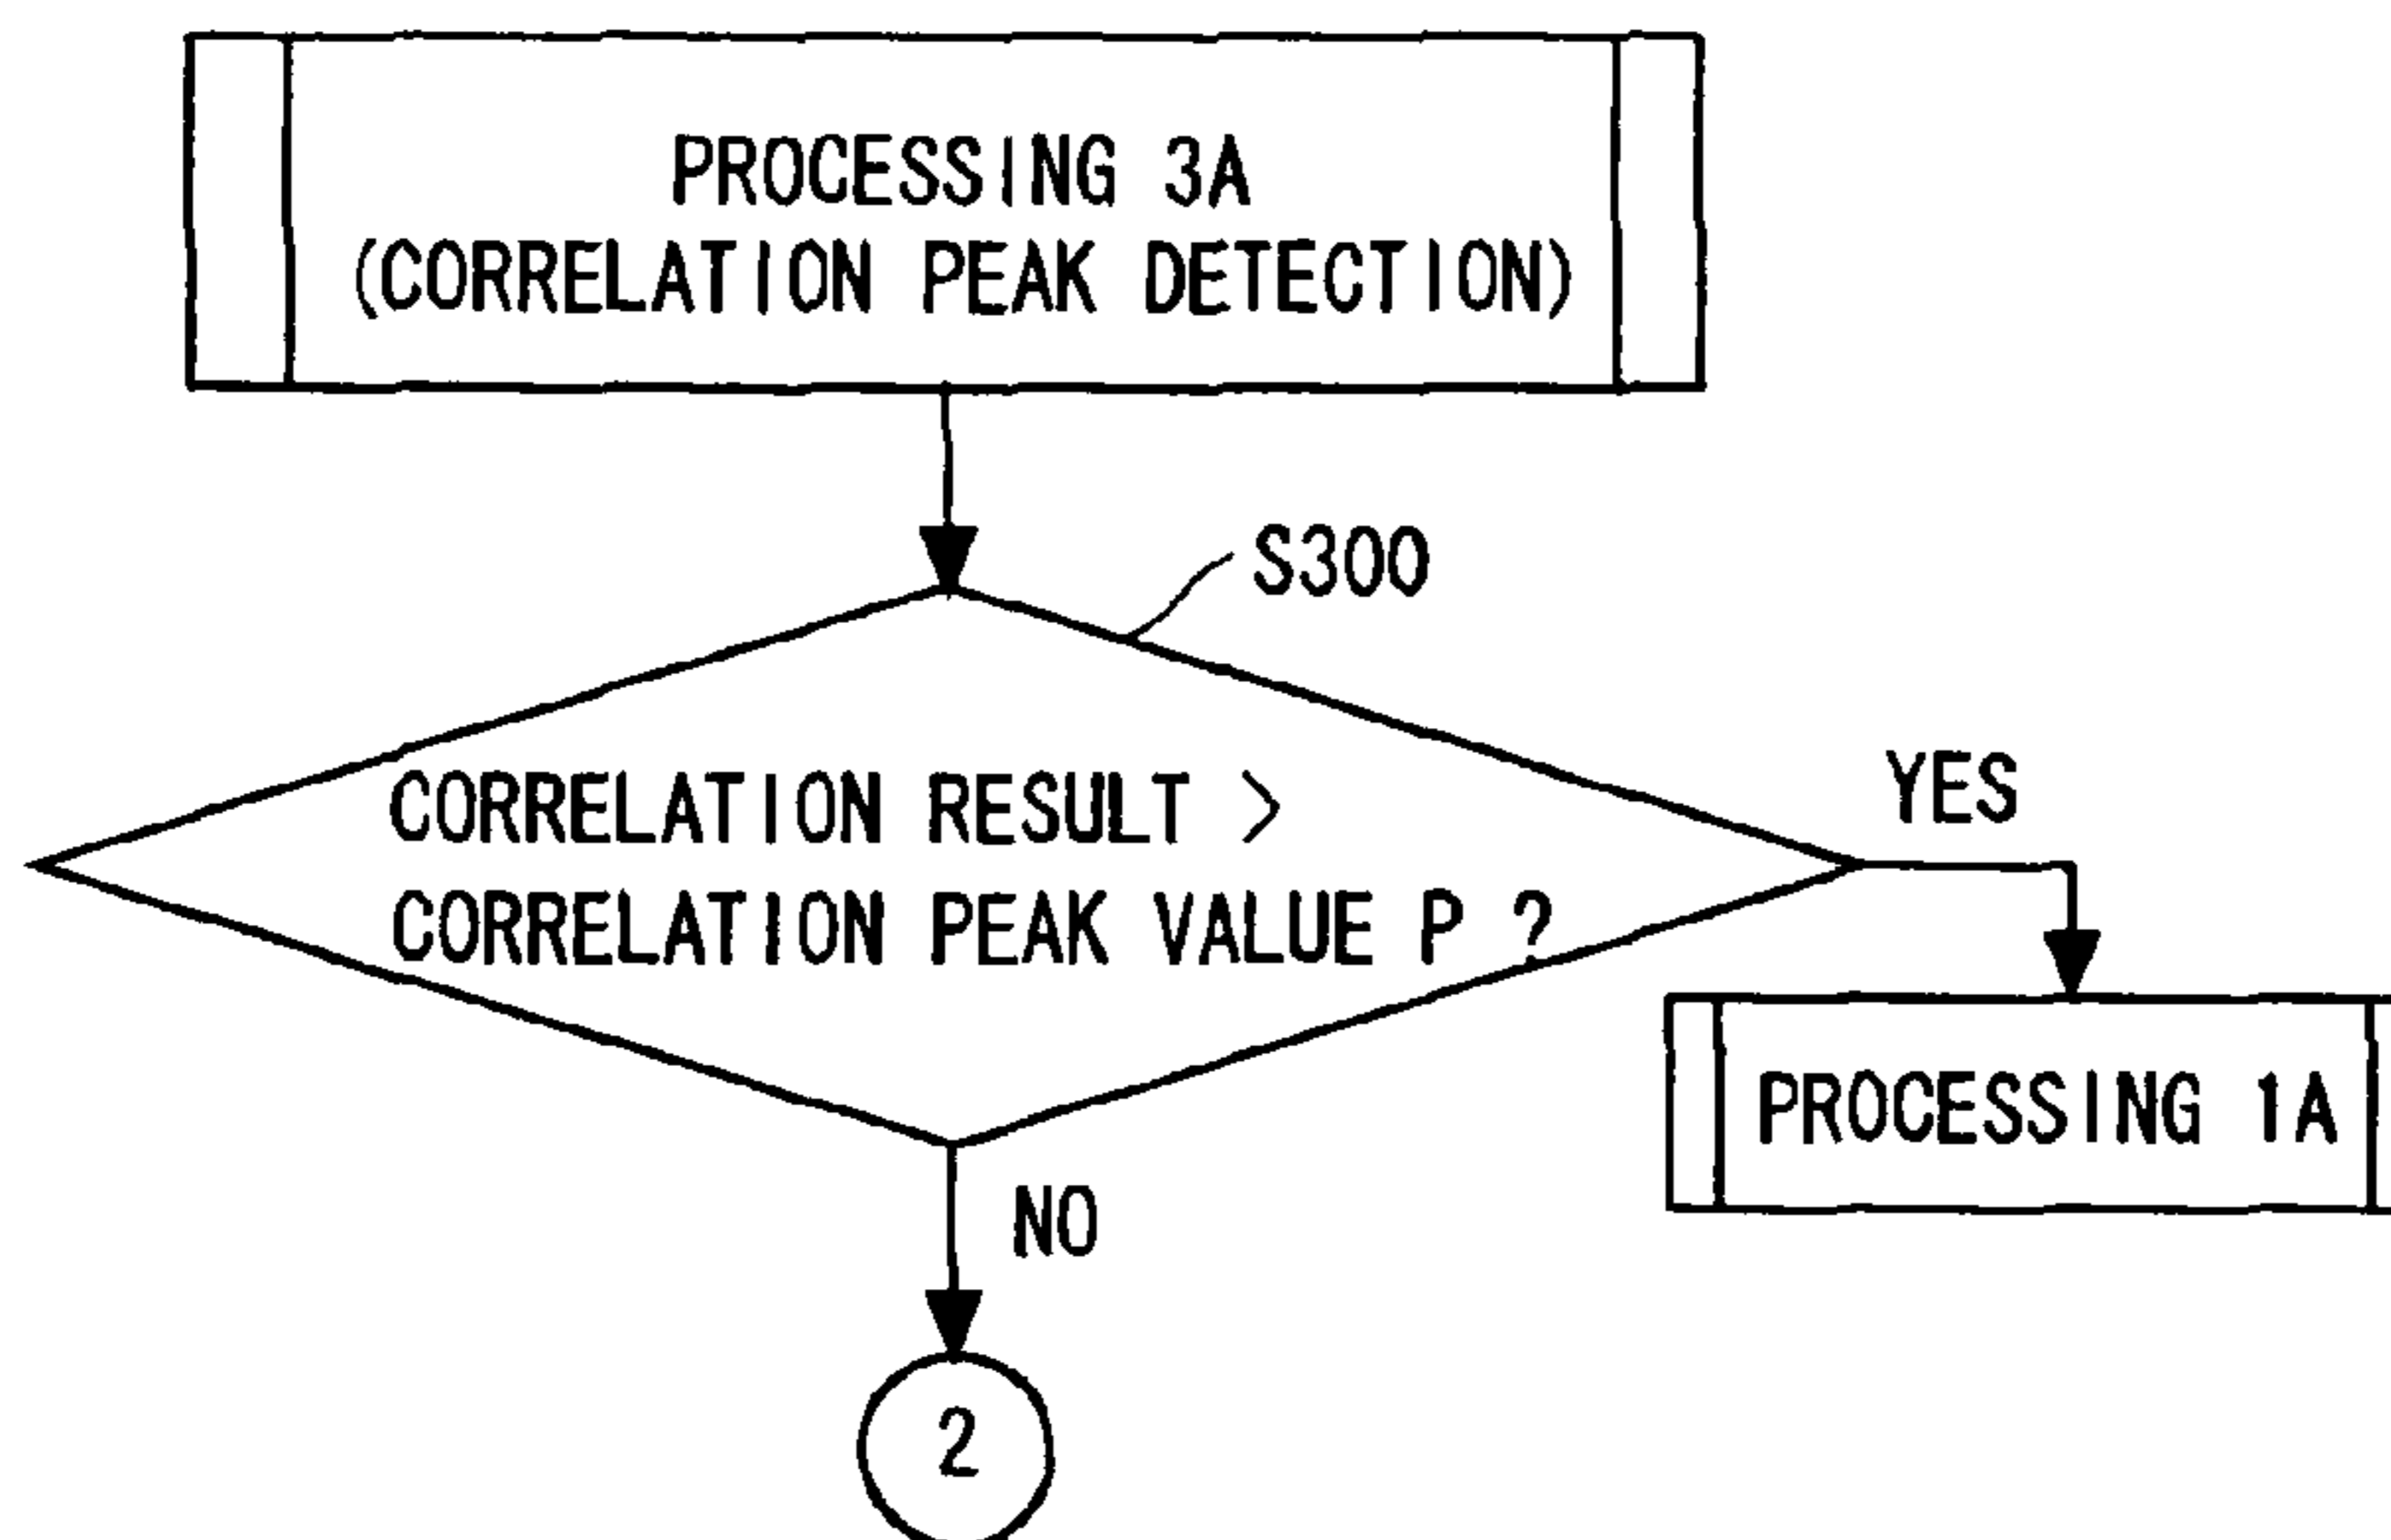 PROCESSING 3A
(CORRELATION PEAK DETECTION)
S300
CORRELATION RESULT >
CORRELATION PEAK VALUE P ?
YES
PROCESSING 1A
NO
2